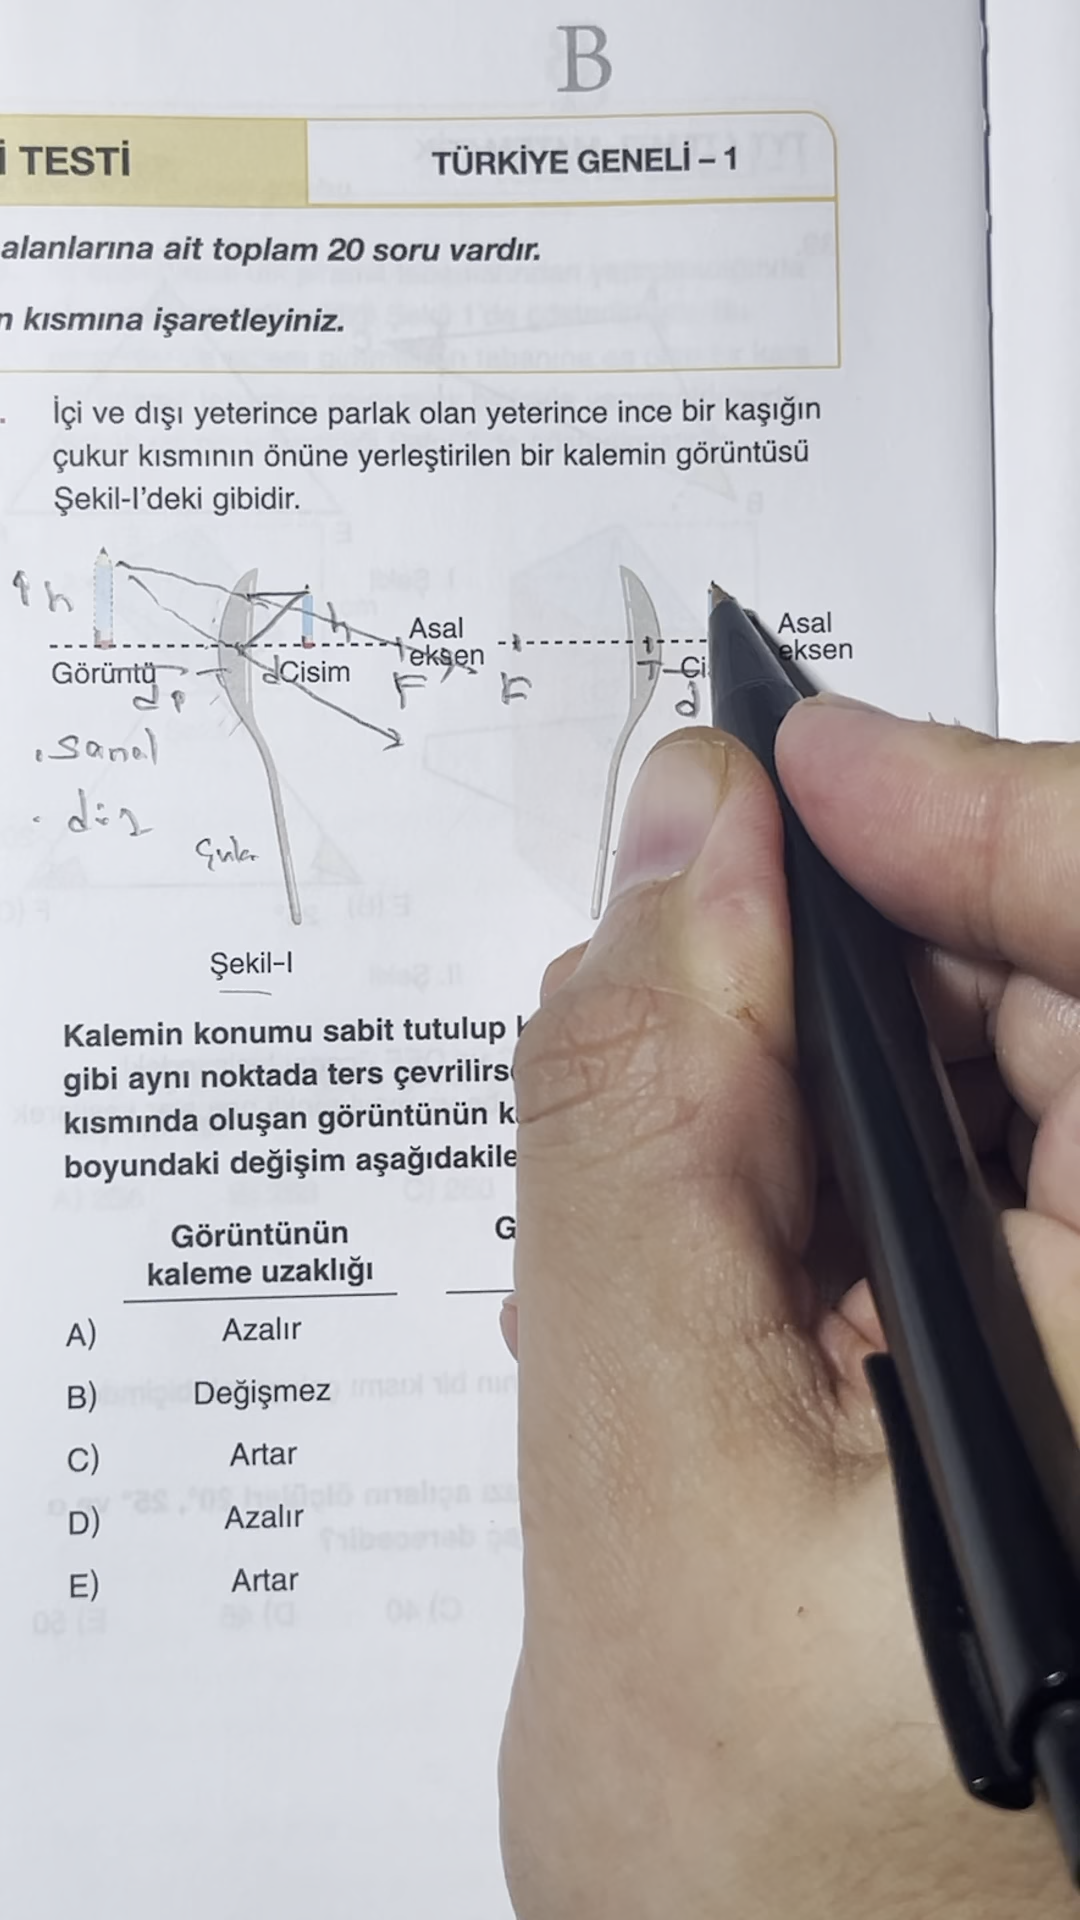 B
İ TESTİ
TÜRKİYE GENELİ – 1
alanlarına ait toplam 20 soru vardır.
n kısmına işaretleyiniz.
İçi ve dışı yeterince parlak olan yeterince ince bir kaşığın
çukur kısmının önüne yerleştirilen bir kalemin görüntüsü
Şekil-I'deki gibidir.
h
h
Asal
eksen
Asal
eksen
Görüntü
T
d
Cisim
F
F
T
Ci
d
sanal
düz
Çukur
Şekil-I
Kalemin konumu sabit tutulup
gibi aynı noktada ters çevrilirs
kısmında oluşan görüntünün k
boyundaki değişim aşağıdakile
Görüntünün
kaleme uzaklığı
G
A) Azalır
B) Değişmez
C) Artar
D) Azalır
E) Artar